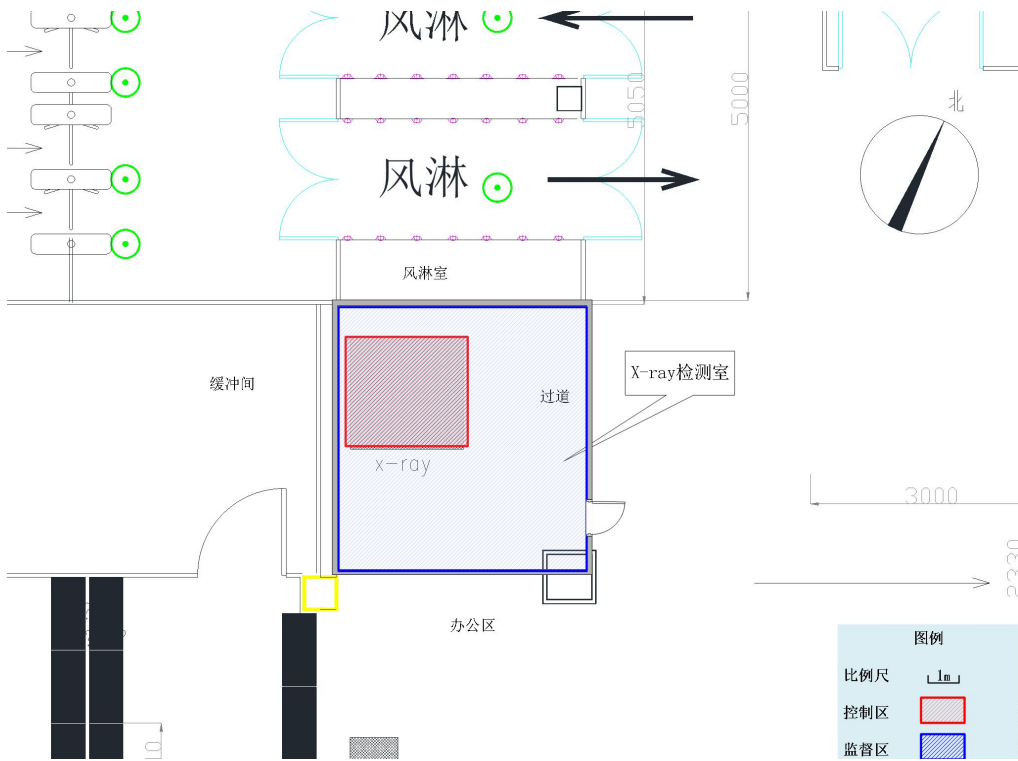 风淋
5050
5000
北
风淋
风淋室
X-ray检测室
缓冲间
过道
x-ray
3000
2330
办公区
图例
比例尺
1m
控制区
监督区